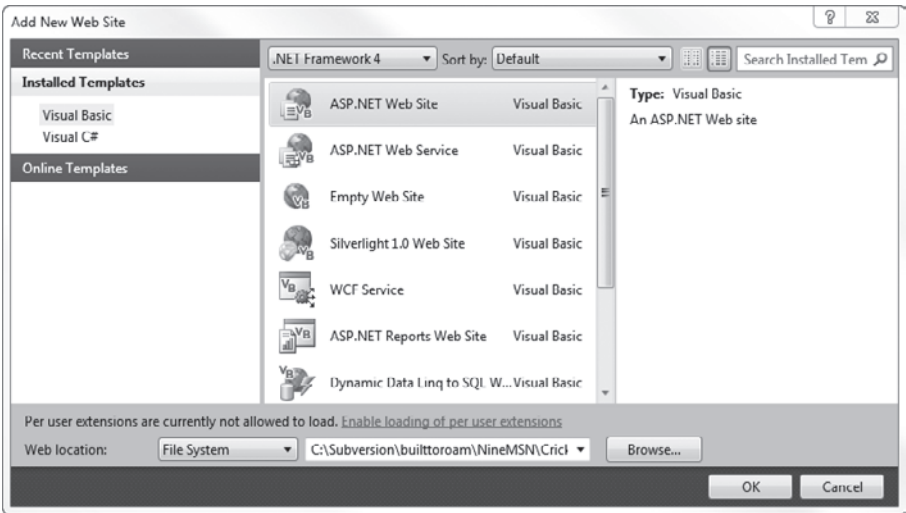 Add New Web Site
Recent Templates
Installed Templates
Visual Basic
Visual C#
Online Templates
.NET Framework 4
Sort by: Default
Search Installed Tem
ASP.NET Web Site Visual Basic
ASP.NET Web Service Visual Basic
Empty Web Site Visual Basic
Silverlight 1.0 Web Site Visual Basic
WCF Service Visual Basic
ASP.NET Reports Web Site Visual Basic
Dynamic Data Linq to SQL W... Visual Basic
Type: Visual Basic
An ASP.NET Web site
Per user extensions are currently not allowed to load. Enable loading of per user extensions
Web location: File System C:\Subversion\builttoroam\NineMSN\Crick Browse...
OK Cancel